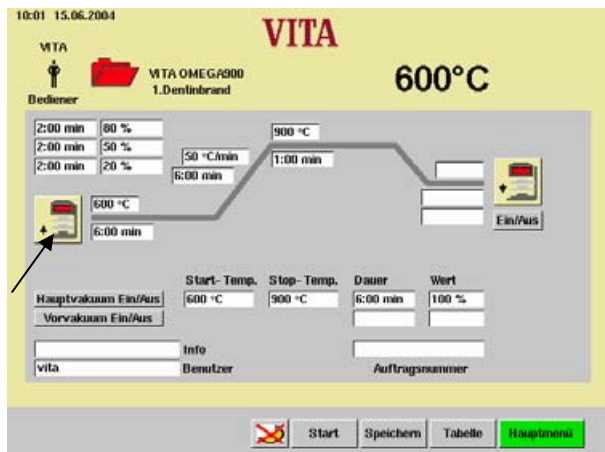 10:01 15.06.2004
VITA
VITA
600°C
VITA OMEGA900
1.Dentinbrand
Bediener
2:00 min 80 %
2:00 min 50 %
2:00 min 20 %
50 °C/min
6:00 min
900 °C
1:00 min
600 °C
6:00 min
Ein/Aus
Start-Temp. Stop-Temp. Dauer Wert
Hauptvakuum Ein/Aus 600 °C 900 °C 6:00 min 100 %
Vorvakuum Ein/Aus
Info
vita Benutzer Auftragsnummer
Start Speichern Tabelle Hauptmenü